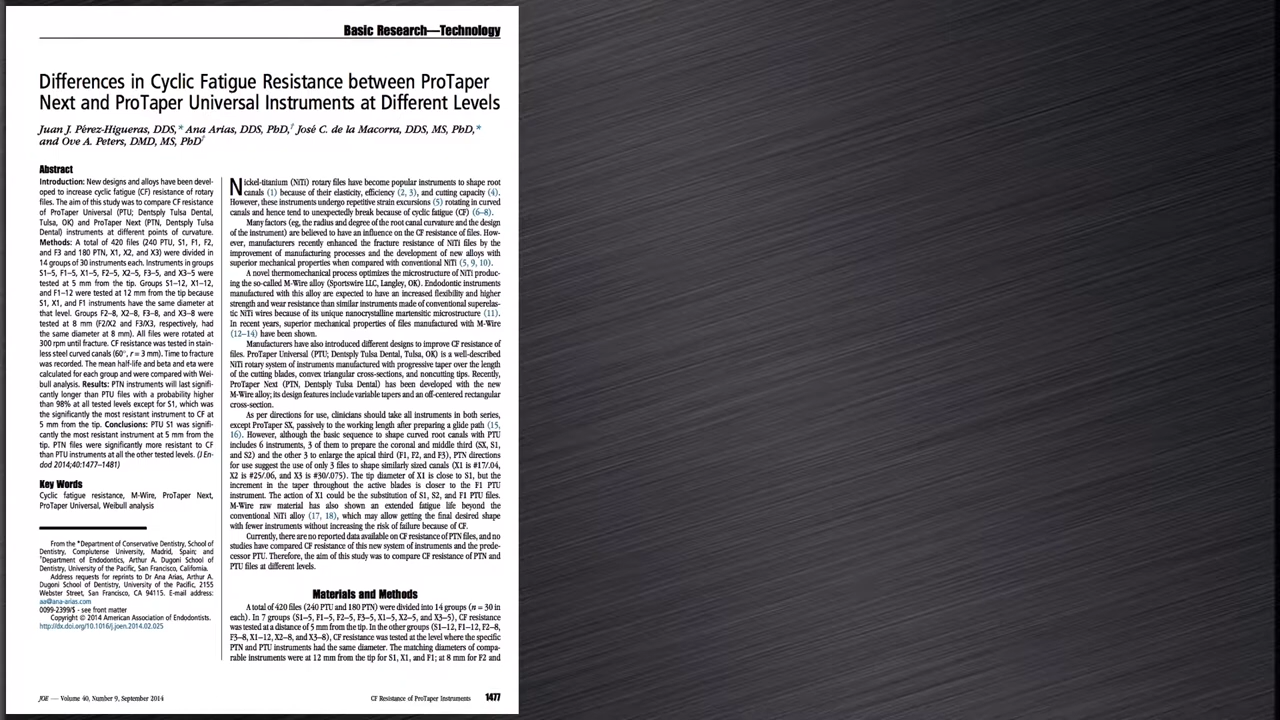 Basic Research—Technology
Differences in Cyclic Fatigue Resistance between ProTaper
Next and ProTaper Universal Instruments at Different Levels
Juan J. Pérez-Higueras, DDS,* Ana Arias, DDS, PhD,† José C. de la Macorra, DDS, MS, PhD,*
and Ove A. Peters, DMD, MS, PhD†
Abstract
Introduction: New designs and alloys have been devel-
oped to increase cyclic fatigue (CF) resistance of rotary
files. The aim of this study was to compare CF resistance
of ProTaper Universal (PTU; Dentsply Tulsa Dental,
Tulsa, OK) and ProTaper Next (PTN, Dentsply Tulsa
Dental) instruments at different points of curvature.
Methods: A total of 420 files (240 PTU, S1, F1, F2,
and F3 and 180 PTN, X1, X2, and X3) were divided in
14 groups of 30 instruments each. Instruments in groups
S1–5, F1–5, X1–5, F2–5, X2–5, F3–5, and X3–5 were
tested at 5 mm from the tip. Groups S1–12, X1–12,
and F1–12 were tested at 12 mm from the tip because
S1, X1, and F1 instruments have the same diameter at
that level. Groups F2–8, X2–8, F3–8, and X3–8 were
tested at 8 mm (F2/X2 and F3/X3, respectively, had
the same diameter at 8 mm). All files were rotated at
300 rpm until fracture. CF resistance was tested in stain-
less steel curved canals (60°, r = 3 mm). Time to fracture
was recorded. The mean half-life and beta and eta were
calculated for each group and were compared with Wei-
bull analysis. Results: PTN instruments will last signifi-
cantly longer than PTU files with a probability higher
than 98% at all tested levels except for S1, which was
the significantly the most resistant instrument to CF at
5 mm from the tip. Conclusions: PTU S1 was signifi-
cantly the most resistant instrument at 5 mm from the
tip. PTN files were significantly more resistant to CF
than PTU instruments at all the other tested levels. (J En-
dod 2014;40:1477–1481)
Key Words
Cyclic fatigue resistance, M-Wire, ProTaper Next,
ProTaper Universal, Weibull analysis
From the *Department of Conservative Dentistry, School of
Dentistry, Complutense University, Madrid, Spain; and
†Department of Endodontics, Arthur A. Dugoni School of
Dentistry, University of the Pacific, San Francisco, California.
Address requests for reprints to Dr Ana Arias, Arthur A.
Dugoni School of Dentistry, University of the Pacific, 2155
Webster Street, San Francisco, CA 94115. E-mail address:
aa@ana-arias.com
0099-2399/$ - see front matter
Copyright © 2014 American Association of Endodontists.
http://dx.doi.org/10.1016/j.joen.2014.02.025
Nickel-titanium (NiTi) rotary files have become popular instruments to shape root
canals (1) because of their elasticity, efficiency (2, 3), and cutting capacity (4).
However, these instruments undergo repetitive strain excursions (5) rotating in curved
canals and hence tend to unexpectedly break because of cyclic fatigue (CF) (6–8).
Many factors (eg, the radius and degree of the root canal curvature and the design
of the instrument) are believed to have an influence on the CF resistance of files. How-
ever, manufacturers recently enhanced the fracture resistance of NiTi files by the
improvement of manufacturing processes and the development of new alloys with
superior mechanical properties when compared with conventional NiTi (5, 9, 10).
A novel thermomechanical process optimizes the microstructure of NiTi produc-
ing the so-called M-Wire alloy (Sportswire LLC, Langley, OK). Endodontic instruments
manufactured with this alloy are expected to have an increased flexibility and higher
strength and wear resistance than similar instruments made of conventional superelas-
tic NiTi wires because of its unique nanocrystalline martensitic microstructure (11).
In recent years, superior mechanical properties of files manufactured with M-Wire
(12–14) have been shown.
Manufacturers have also introduced different designs to improve CF resistance of
files. ProTaper Universal (PTU; Dentsply Tulsa Dental, Tulsa, OK) is a well-described
NiTi rotary system of instruments manufactured with progressive taper over the length
of the cutting blades, convex triangular cross-sections, and noncutting tips. Recently,
ProTaper Next (PTN, Dentsply Tulsa Dental) has been developed with the new
M-Wire alloy; its design features include variable tapers and an off-centered rectangular
cross-section.
As per directions for use, clinicians should take all instruments in both series,
except ProTaper SX, passively to the working length after preparing a glide path (15,
16). However, although the basic sequence to shape curved root canals with PTU
includes 6 instruments, 3 of them to prepare the coronal and middle third (SX, S1,
and S2) and the other 3 to enlarge the apical third (F1, F2, and F3), PTN directions
for use suggest the use of only 3 files to shape similarly sized canals (X1 is #17/.04,
X2 is #25/.06, and X3 is #30/.075). The tip diameter of X1 is close to S1, but the
increment in the taper throughout the active blades is closer to the F1 PTU
instrument. The action of X1 could be the substitution of S1, S2, and F1 PTU files.
M-Wire raw material has also shown an extended fatigue life beyond the
conventional NiTi alloy (17, 18), which may allow getting the final desired shape
with fewer instruments without increasing the risk of failure because of CF.
Currently, there are no reported data available on CF resistance of PTN files, and no
studies have compared CF resistance of this new system of instruments and the prede-
cessor PTU. Therefore, the aim of this study was to compare CF resistance of PTN and
PTU files at different levels.
Materials and Methods
A total of 420 files (240 PTU and 180 PTN) were divided into 14 groups (n = 30 in
each). In 7 groups (S1–5, F1–5, F2–5, F3–5, X1–5, X2–5, and X3–5), CF resistance
was tested at a distance of 5 mm from the tip. In the other groups (S1–12, F1–12, F2–8,
F3–8, X1–12, X2–8, and X3–8), CF resistance was tested at the level where the specific
PTN and PTU instruments had the same diameter. The matching diameters of compa-
rable instruments were at 12 mm from the tip for S1, X1, and F1; at 8 mm for F2 and
JOE — Volume 40, Number 9, September 2014
CF Resistance of ProTaper Instruments 1477